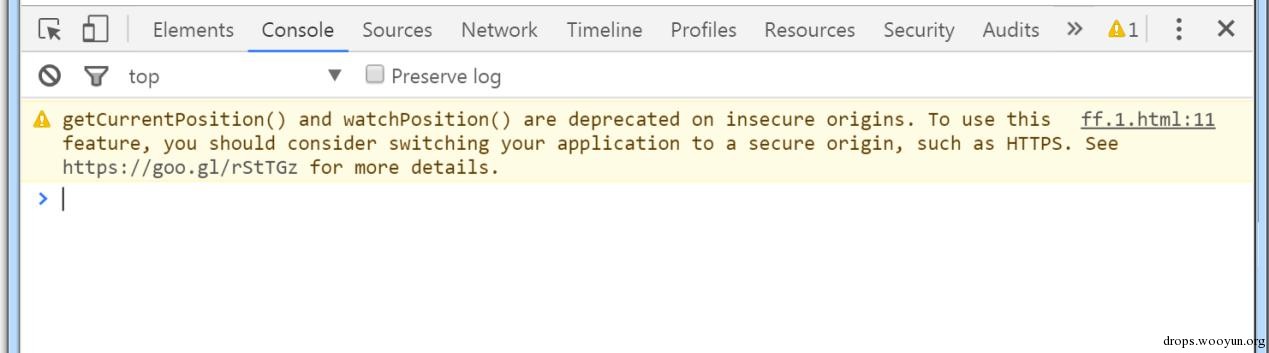 Elements Console Sources Network Timeline Profiles Resources Security Audits » 1
top Preserve log
getCurrentPosition() and watchPosition() are deprecated on insecure origins. To use this ff.1.html:11
feature, you should consider switching your application to a secure origin, such as HTTPS. See
https://goo.gl/rStTGz for more details.
>
drops.wooyun.org